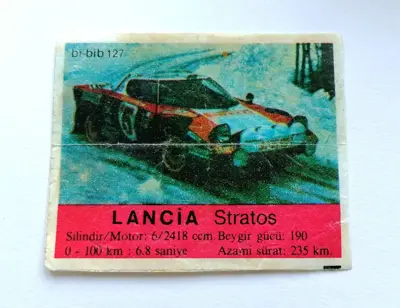 bi-bib 127
LANCİA Stratos
Silindir/Motor: 6/2418 ccm Beygir gücü: 190
0 - 100 km : 6.8 saniye Azami sürat: 235 km.